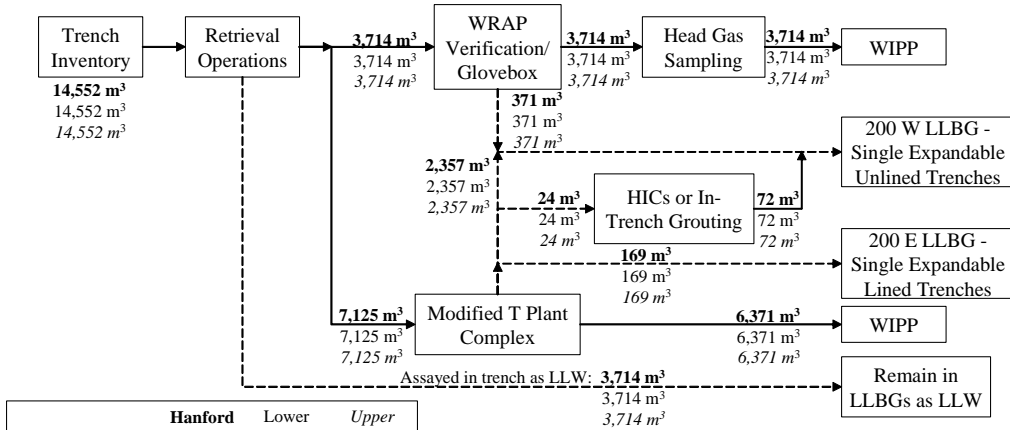 Trench
Inventory
14,552 m³
14,552 m³
14,552 m³
Retrieval
Operations
3,714 m³
3,714 m³
3,714 m³
WRAP
Verification/
Glovebox
3,714 m³
3,714 m³
3,714 m³
Head Gas
Sampling
3,714 m³
3,714 m³
3,714 m³
WIPP
371 m³
371 m³
371 m³
200 W LLBG -
Single Expandable
Unlined Trenches
2,357 m³
2,357 m³
2,357 m³
24 m³
24 m³
24 m³
HICs or In-
Trench Grouting
72 m³
72 m³
72 m³
169 m³
169 m³
169 m³
200 E LLBG -
Single Expandable
Lined Trenches
7,125 m³
7,125 m³
7,125 m³
Modified T Plant
Complex
6,371 m³
6,371 m³
6,371 m³
WIPP
Assayed in trench as LLW: 3,714 m³
3,714 m³
3,714 m³
Remain in
LLBGs as LLW
Hanford Lower Upper